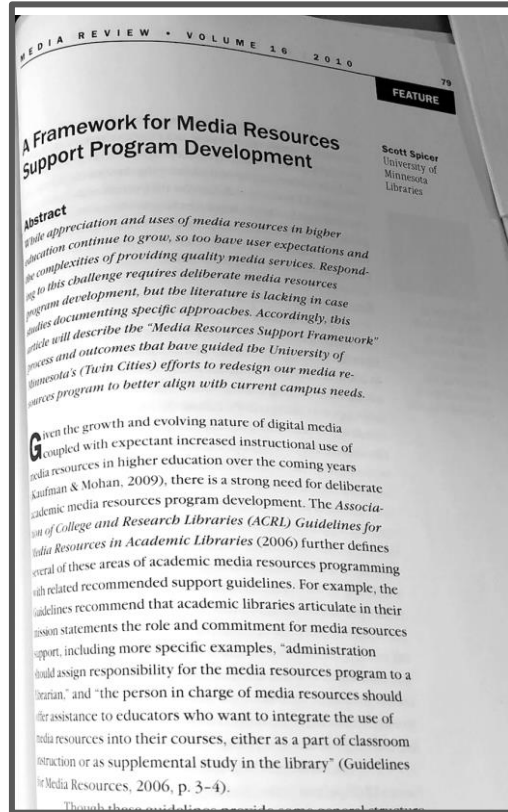 MEDIA REVIEW • VOLUME 16 2010
79
FEATURE
A Framework for Media Resources
Support Program Development
Scott Spicer
University of
Minnesota
Libraries
Abstract
While appreciation and uses of media resources in higher
education continue to grow, so too have user expectations and
the complexities of providing quality media services. Respond-
ing to this challenge requires deliberate media resources
program development, but the literature is lacking in case
studies documenting specific approaches. Accordingly, this
article will describe the "Media Resources Support Framework"
process and outcomes that have guided the University of
Minnesota's (Twin Cities) efforts to redesign our media re-
sources program to better align with current campus needs.
Given the growth and evolving nature of digital media
coupled with expectant increased instructional use of
media resources in higher education over the coming years
Kaufman & Mohan, 2009), there is a strong need for deliberate
academic media resources program development. The Associa-
tion of College and Research Libraries (ACRL) Guidelines for
Media Resources in Academic Libraries (2006) further defines
several of these areas of academic media resources programming
with related recommended support guidelines. For example, the
Guidelines recommend that academic libraries articulate in their
mission statements the role and commitment for media resources
support, including more specific examples, "administration
should assign responsibility for the media resources program to a
librarian," and "the person in charge of media resources should
offer assistance to educators who want to integrate the use of
media resources into their courses, either as a part of classroom
instruction or as supplemental study in the library" (Guidelines
for Media Resources, 2006, p. 3–4).
Though these guidelines provide some general structure